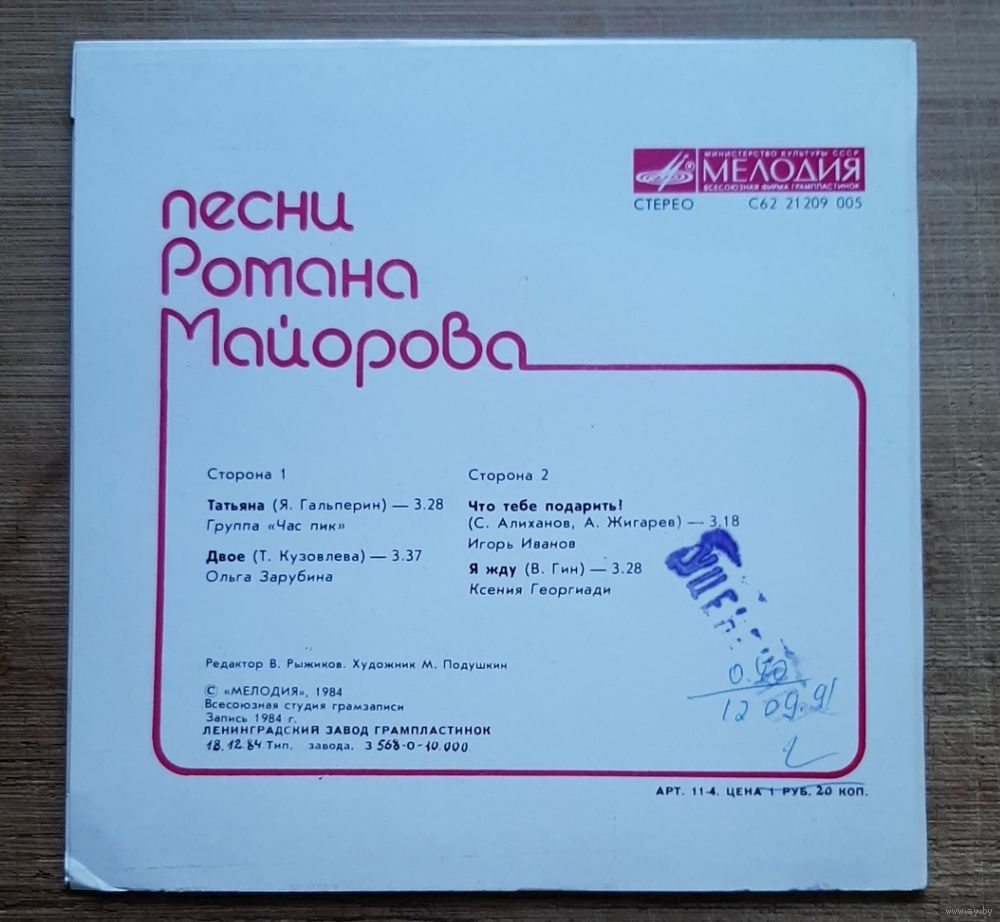 МИНИСТЕРСТВО КУЛЬТУРЫ СССР
МЕЛОДИЯ
ВСЕСОЮЗНАЯ ФИРМА ГРАМПЛАСТИНОК
СТЕРЕО С62 21209 005
песни
Романа
Майорова
Сторона 1
Татьяна (Я. Гальперин) — 3.28
Группа «Час пик»
Двое (Т. Кузовлева) — 3.37
Ольга Зарубина
Сторона 2
Что тебе подарить!
(С. Алиханов, А. Жигарев) — 3.18
Игорь Иванов
Я жду (В. Гин) — 3.28
Ксения Георгиади
Редактор В. Рыжиков. Художник М. Подушкин
© «МЕЛОДИЯ», 1984
Всесоюзная студия грамзаписи
Запись 1984 г.
ЛЕНИНГРАДСКИЙ ЗАВОД ГРАМПЛАСТИНОК
18.12.84 Тип. завода. З 568-0-10.000
12 09.91
АРТ. 11-4. ЦЕНА 1 РУБ. 20 КОП.
www.ay.by